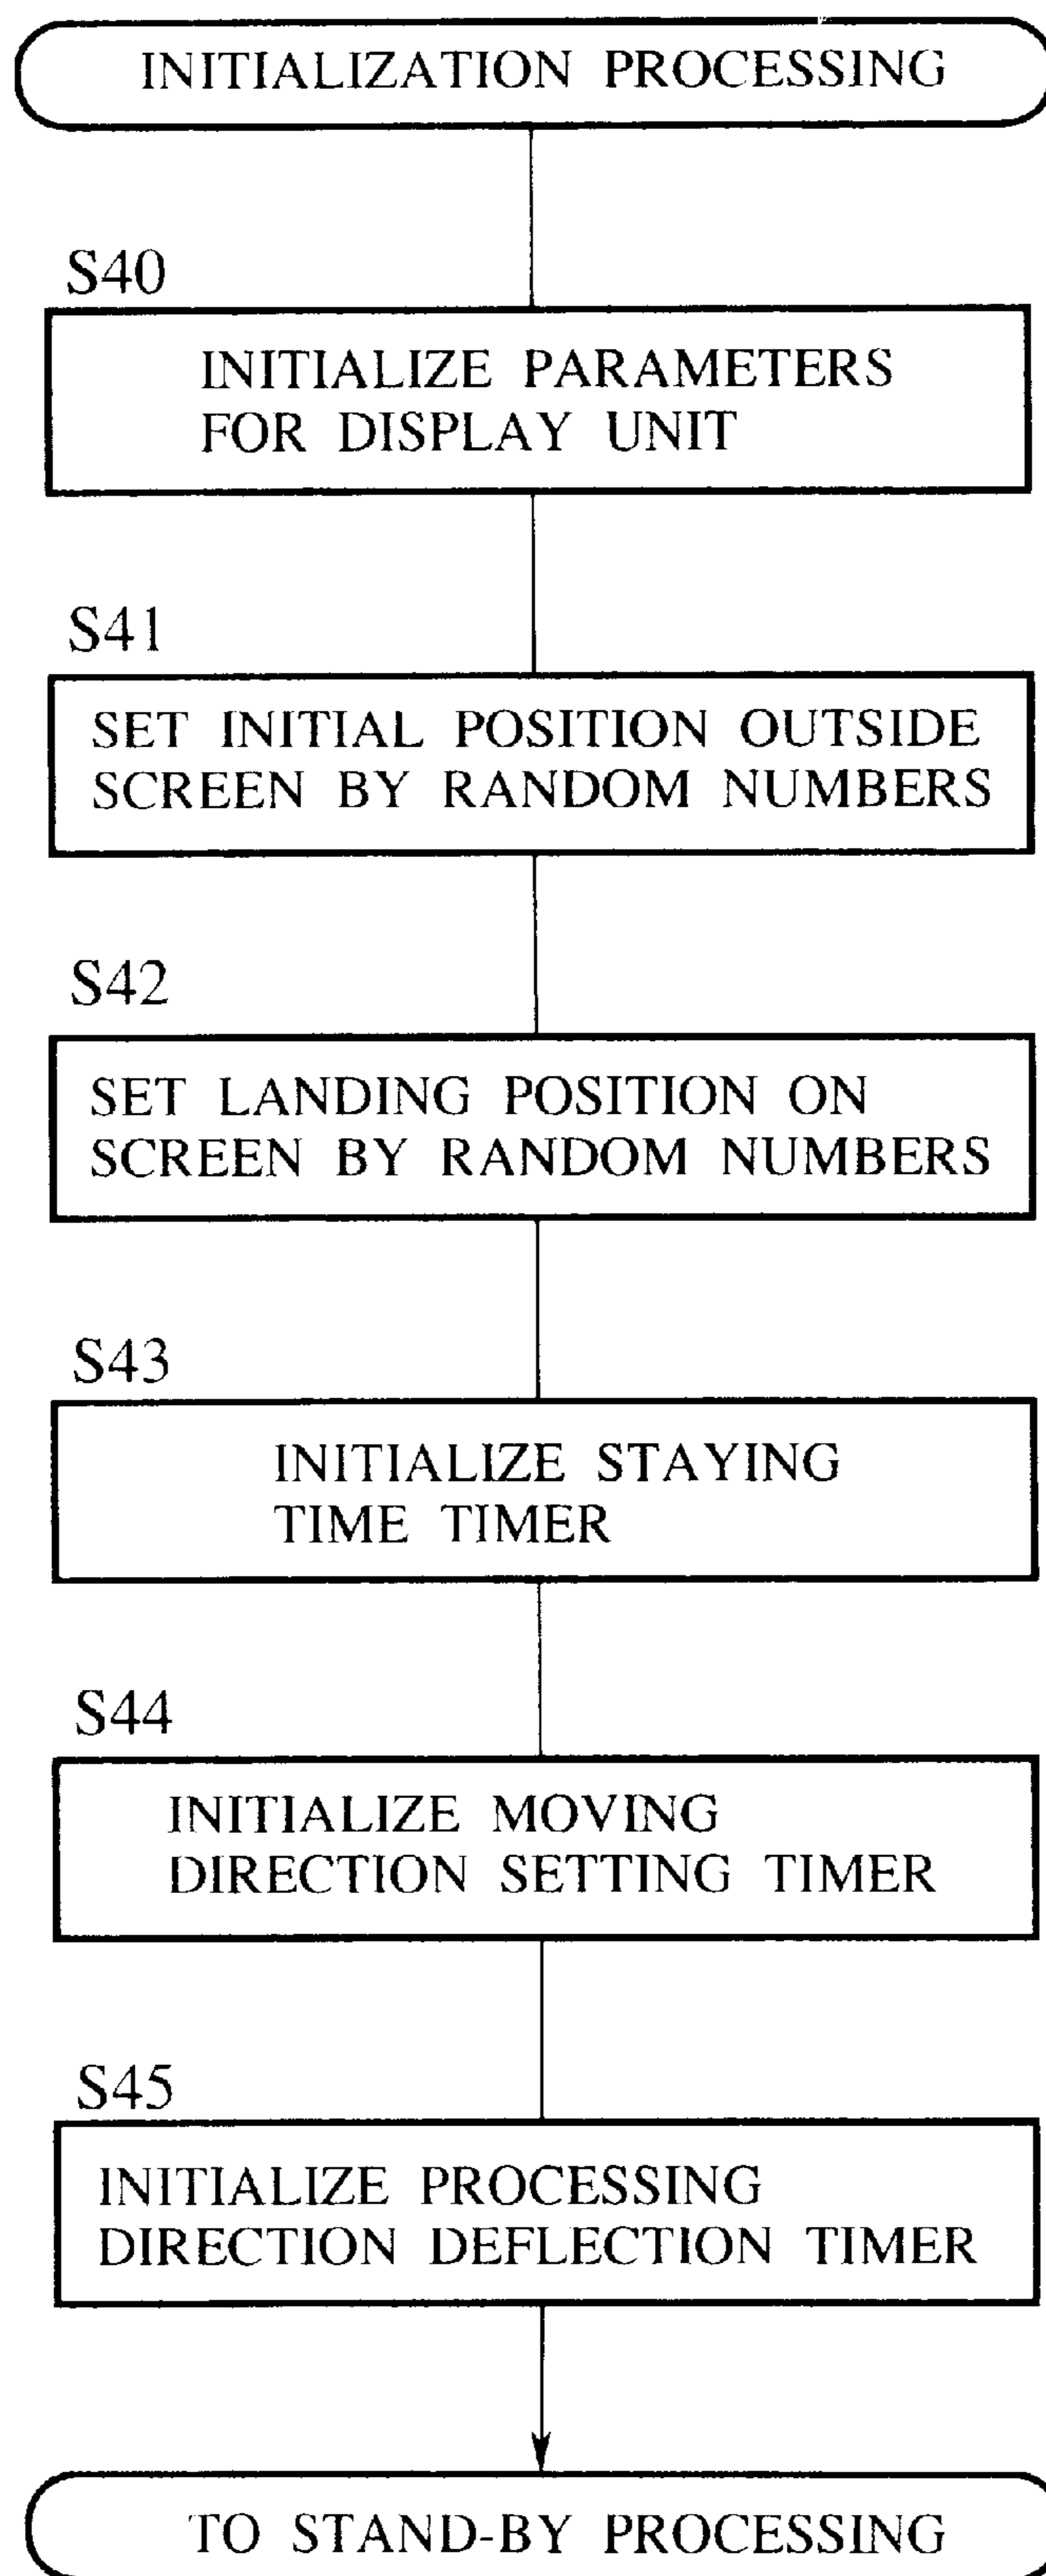 INITIALIZATION PROCESSING
S40
INITIALIZE PARAMETERS
FOR DISPLAY UNIT
S41
SET INITIAL POSITION OUTSIDE
SCREEN BY RANDOM NUMBERS
S42
SET LANDING POSITION ON
SCREEN BY RANDOM NUMBERS
S43
INITIALIZE STAYING
TIME TIMER
S44
INITIALIZE MOVING
DIRECTION SETTING TIMER
S45
INITIALIZE PROCESSING
DIRECTION DEFLECTION TIMER
TO STAND-BY PROCESSING